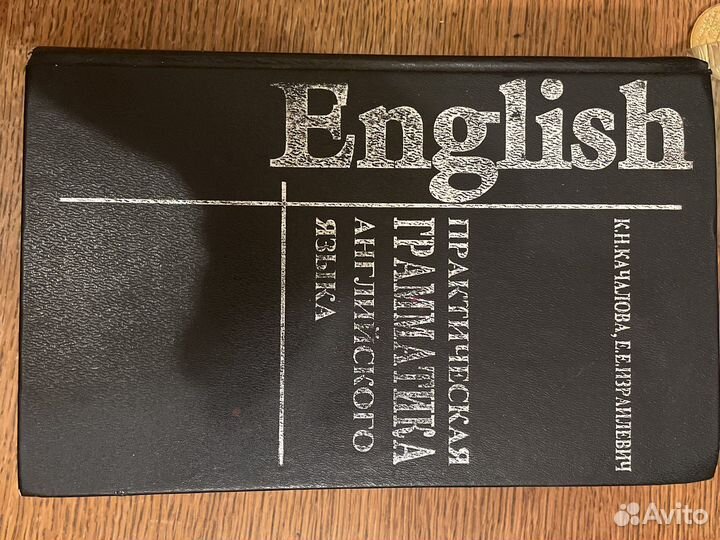 К.Н.КАЧАЛОВА, Е.Е.ИЗРАИЛЕВИЧ
English
ПРАКТИЧЕСКАЯ
ГРАММАТИКА
АНГЛИЙСКОГО
ЯЗЫКА
Avito